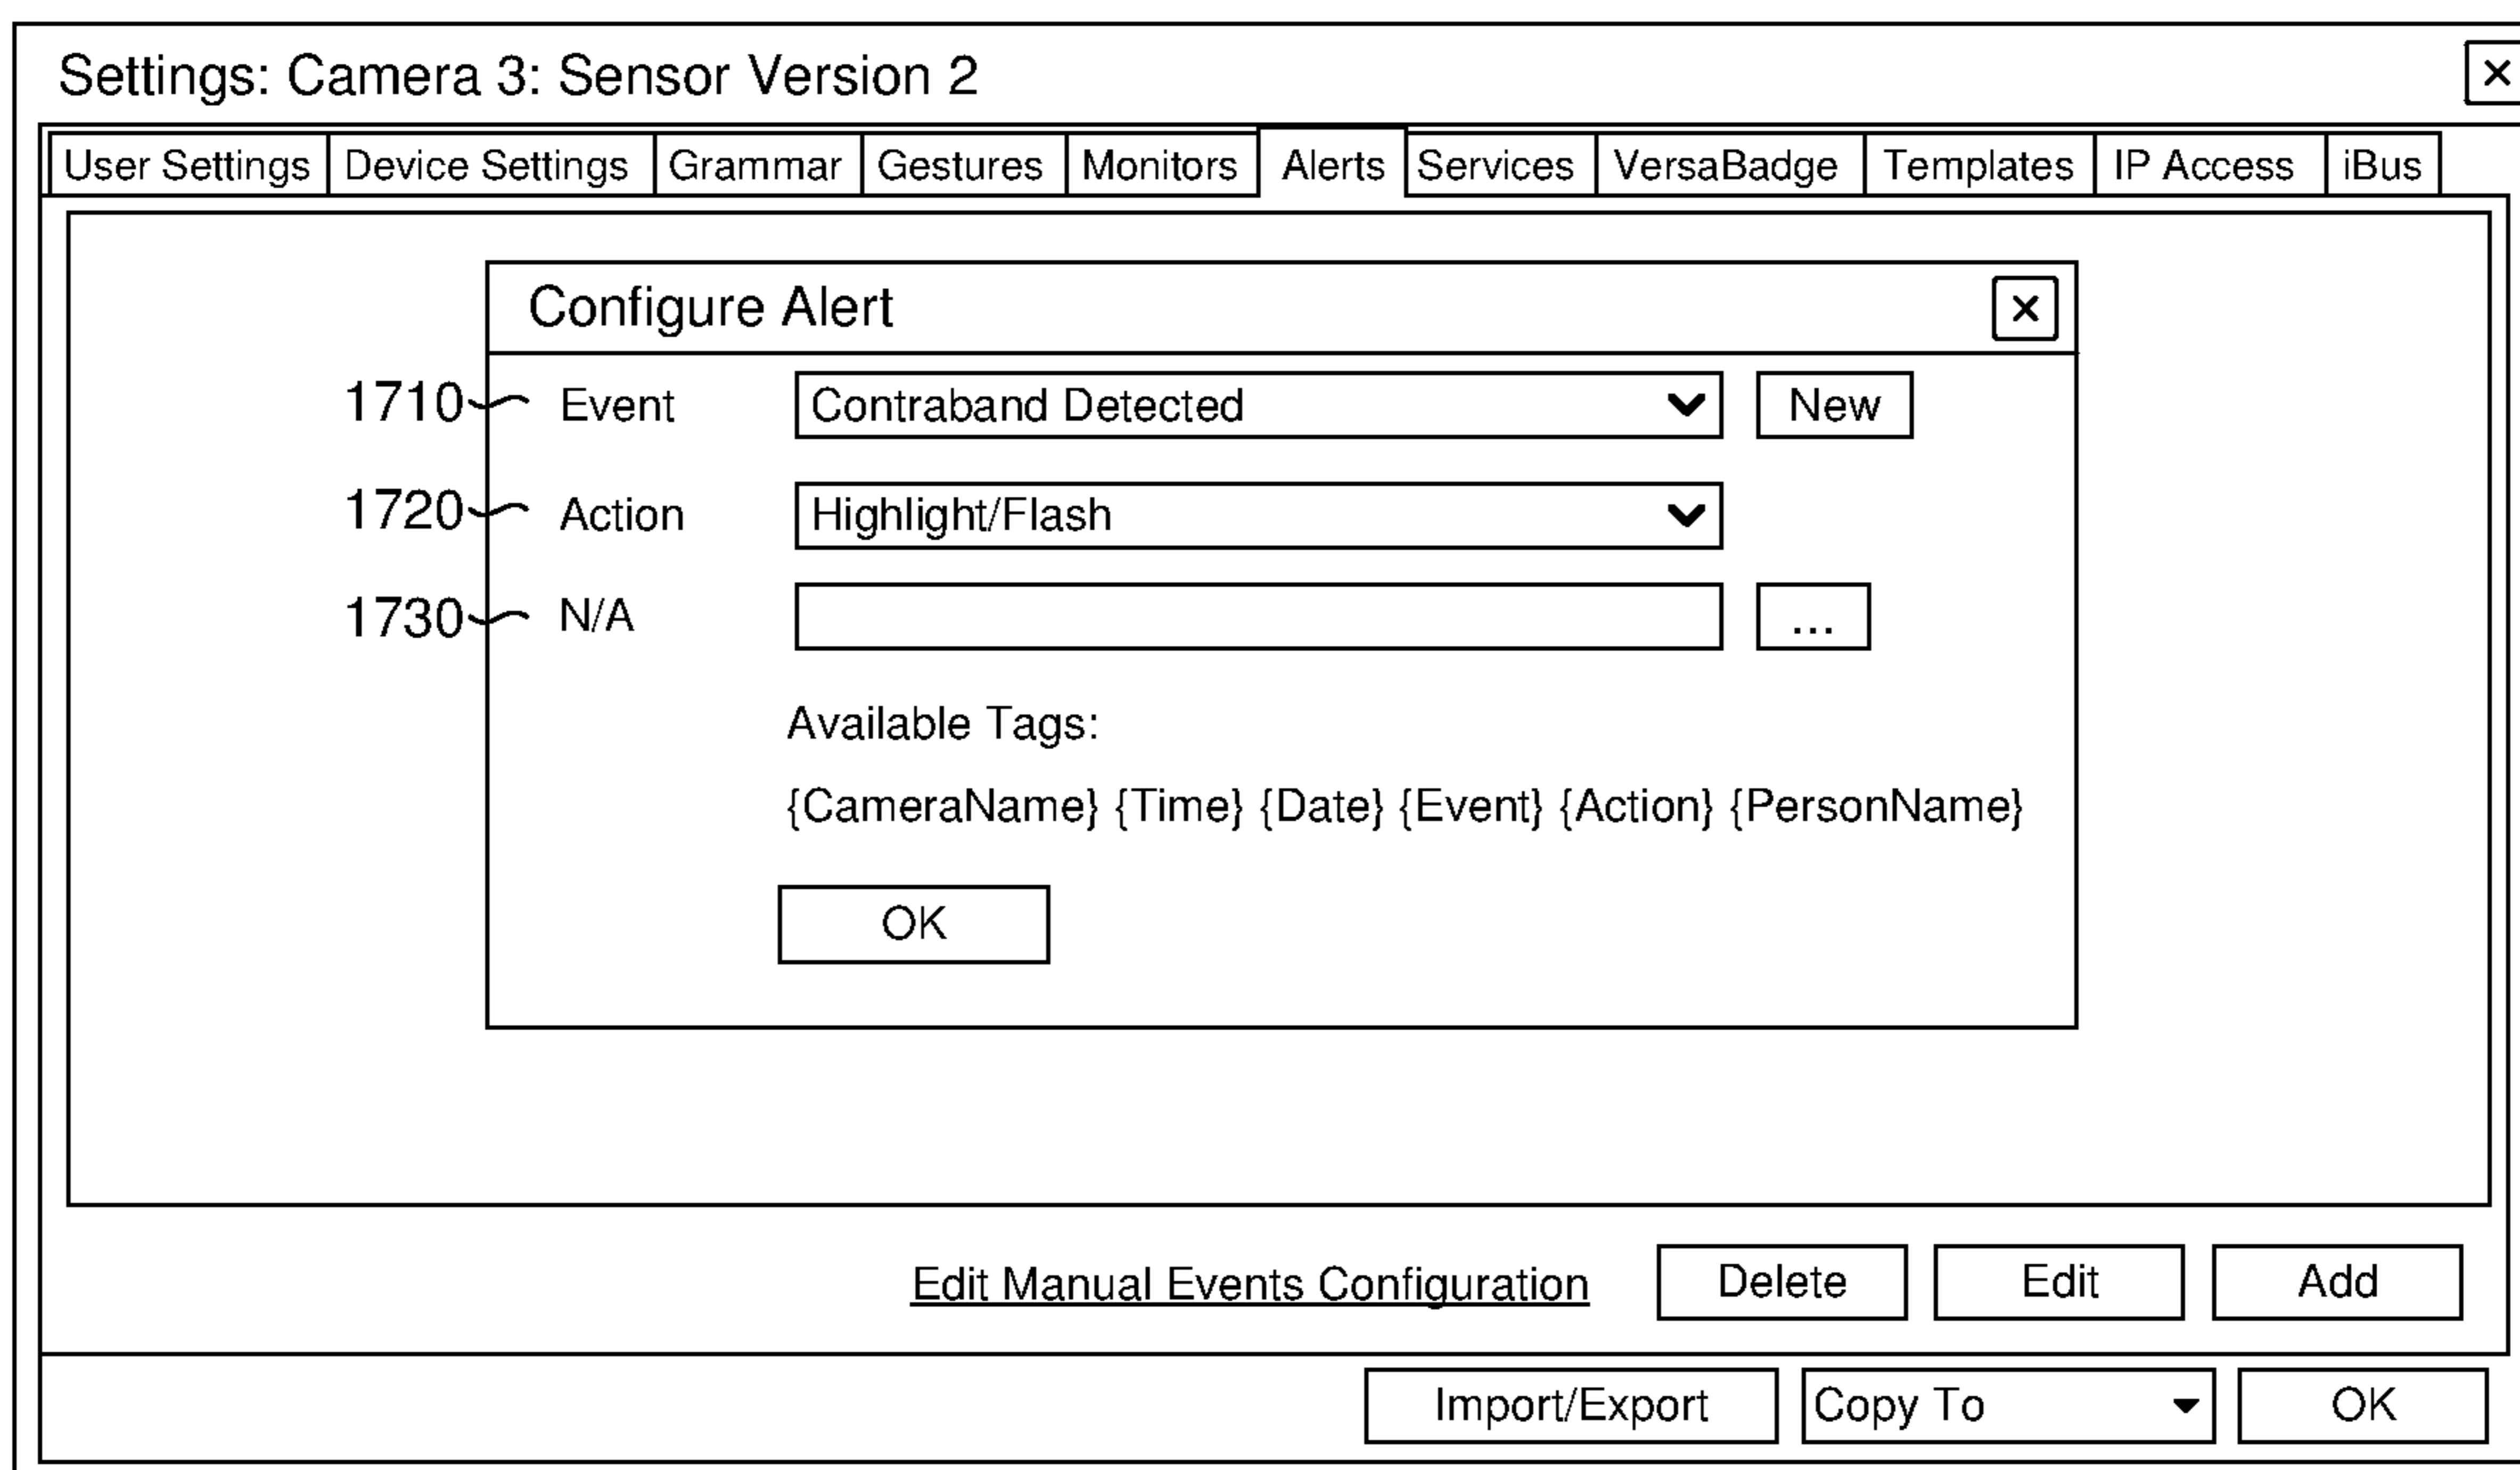 Settings: Camera 3: Sensor Version 2 ×
User Settings Device Settings Grammar Gestures Monitors Alerts Services VersaBadge Templates IP Access iBus
Configure Alert ×
1710 Event Contraband Detected New
1720 Action Highlight/Flash
1730 N/A ...
Available Tags:
{CameraName} {Time} {Date} {Event} {Action} {PersonName}
OK
Edit Manual Events Configuration Delete Edit Add
Import/Export Copy To OK